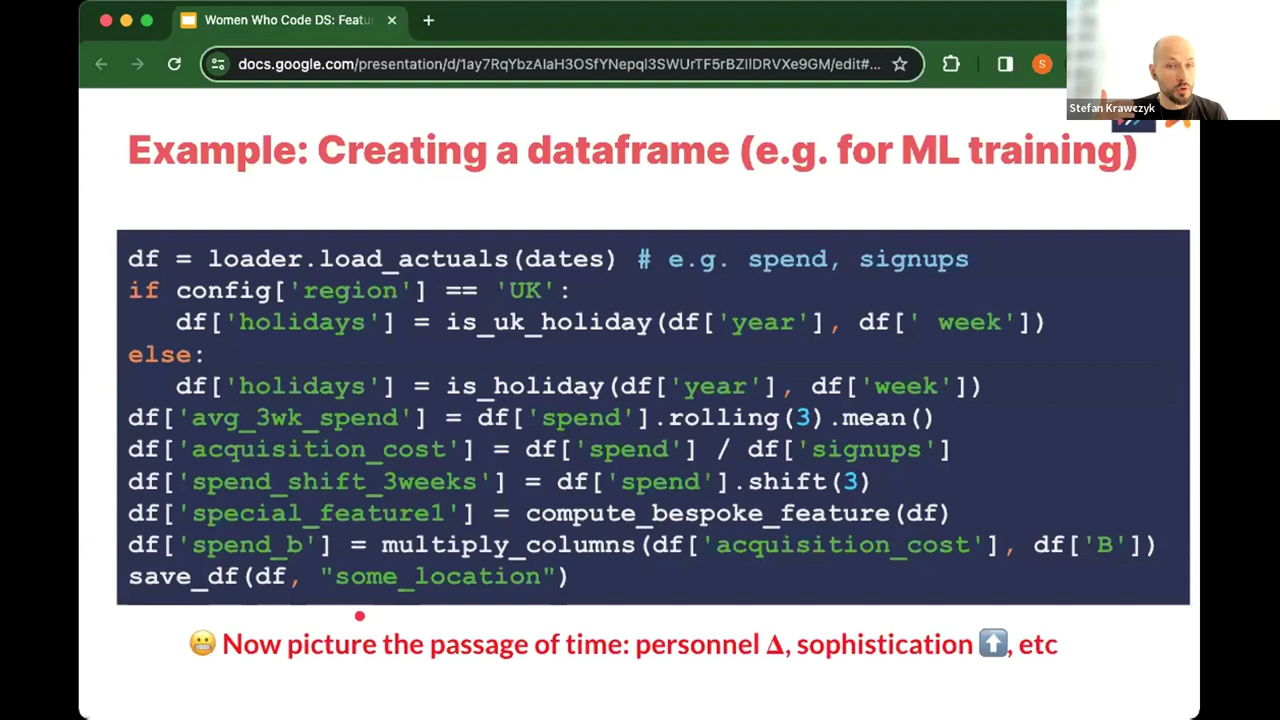 Women Who Code DS: Featu
docs.google.com/presentation/d/1ay7RqYbzAIaH3OSfYNepqI3SWUrTF5rBZIlDRVXe9GM/edit#...
S
Stefan Krawczyk
Example: Creating a dataframe (e.g. for ML training)
df = loader.load_actuals(dates) # e.g. spend, signups
if config['region'] == 'UK':
df['holidays'] = is_uk_holiday(df['year'], df[' week'])
else:
df['holidays'] = is_holiday(df['year'], df['week'])
df['avg_3wk_spend'] = df['spend'].rolling(3).mean()
df['acquisition_cost'] = df['spend'] / df['signups']
df['spend_shift_3weeks'] = df['spend'].shift(3)
df['special_feature1'] = compute_bespoke_feature(df)
df['spend_b'] = multiply_columns(df['acquisition_cost'], df['B'])
save_df(df, "some_location")
😬 Now picture the passage of time: personnel Δ, sophistication ⬆️, etc